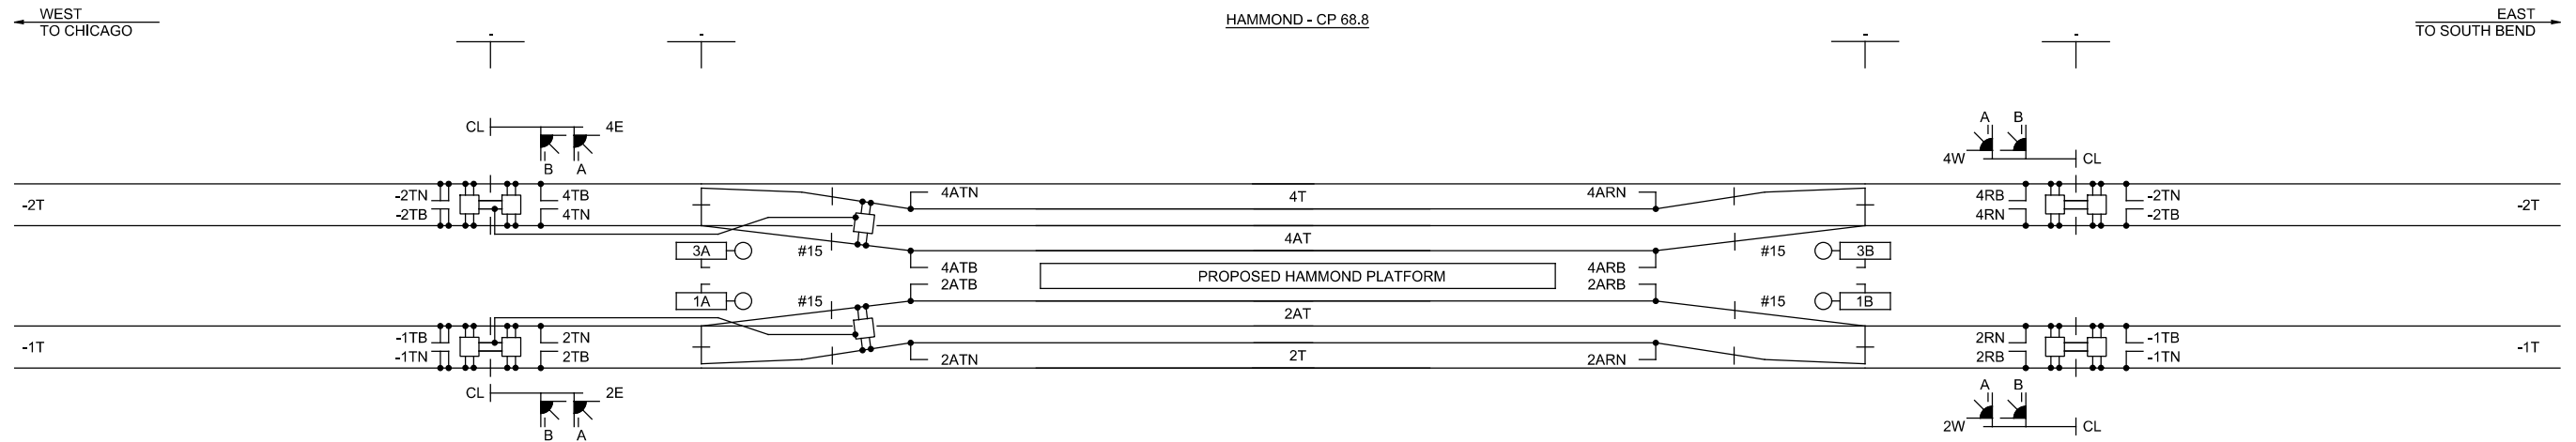 WEST
TO CHICAGO
HAMMOND - CP 68.8
EAST
TO SOUTH BEND
- - - -
CL 4E
B A
A B
4W CL
-2TN 4TB 4ATN 4T 4ARN 4RB -2TN
-2T -2T
-2TB 4TN 4RN -2TB
4AT
3A #15 #15 3B
4ATB PROPOSED HAMMOND PLATFORM 4ARB
2ATB 2ARB
1A #15 #15 1B
2AT
-1TB 2TN 2RN -1TB
-1T -1T
-1TN 2TB 2ATN 2T 2ARN 2RB -1TN
CL 2E
B A
A B
2W CL